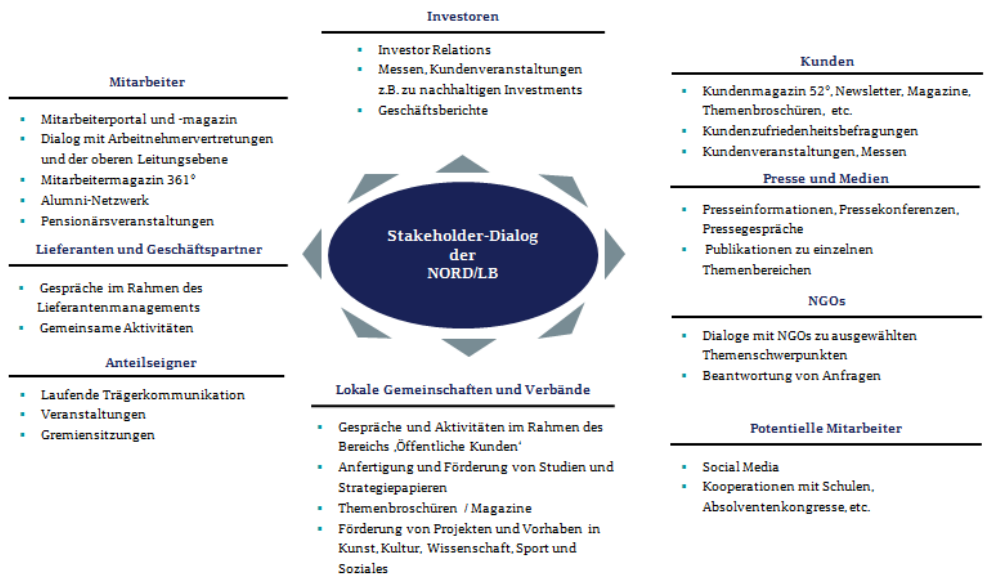 Investoren
Investor Relations
Messen, Kundenveranstaltungen
z.B. zu nachhaltigen Investments
Geschäftsberichte
Mitarbeiter
Mitarbeiterportal und -magazin
Dialog mit Arbeitnehmervertretungen
und der oberen Leitungsebene
Mitarbeitermagazin 361°
Alumni-Netzwerk
Pensionärsveranstaltungen
Lieferanten und Geschäftspartner
Gespräche im Rahmen des
Lieferantenmanagements
Gemeinsame Aktivitäten
Anteilseigner
Laufende Trägerkommunikation
Veranstaltungen
Gremiensitzungen
Stakeholder-Dialog
der
NORD/LB
Lokale Gemeinschaften und Verbände
Gespräche und Aktivitäten im Rahmen des
Bereichs ‚Öffentliche Kunden‘
Anfertigung und Förderung von Studien und
Strategiepapieren
Themenbroschüren / Magazine
Förderung von Projekten und Vorhaben in
Kunst, Kultur, Wissenschaft, Sport und
Soziales
Kunden
Kundenmagazin 52°, Newsletter, Magazine,
Themenbroschüren, etc.
Kundenzufriedenheitsbefragungen
Kundenveranstaltungen, Messen
Presse und Medien
Presseinformationen, Pressekonferenzen,
Pressegespräche
Publikationen zu einzelnen
Themenbereichen
NGOs
Dialoge mit NGOs zu ausgewählten
Themenschwerpunkten
Beantwortung von Anfragen
Potentielle Mitarbeiter
Social Media
Kooperationen mit Schulen,
Absolventenkongresse, etc.